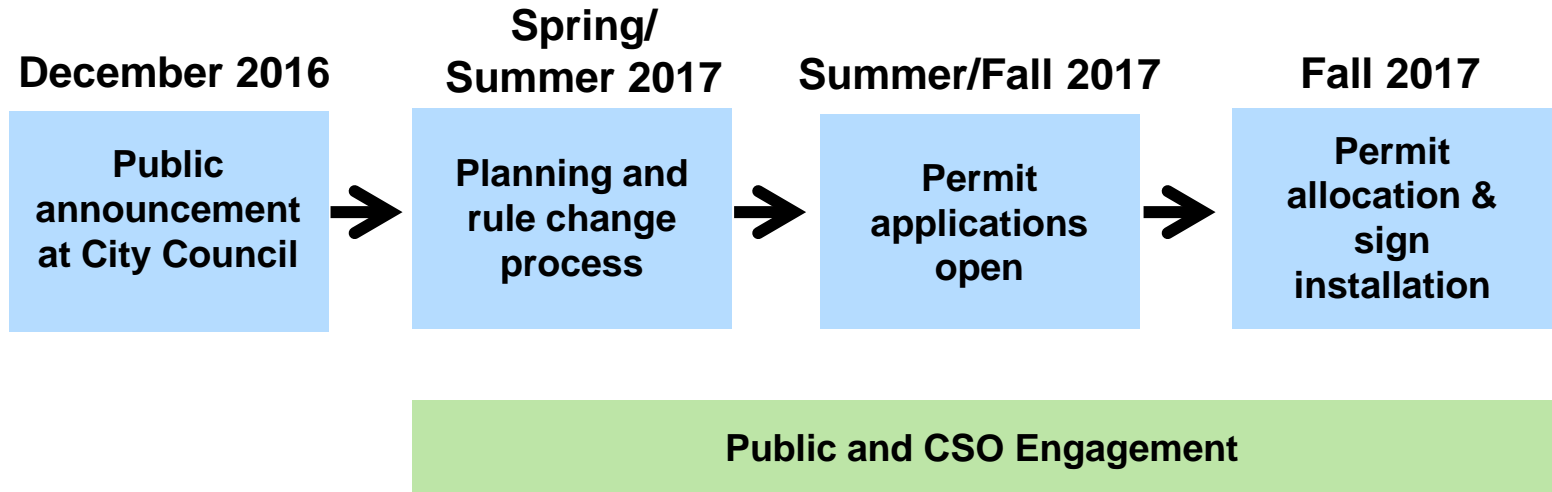 December 2016
Public
announcement
at City Council
Spring/
Summer 2017
Planning and
rule change
process
Summer/Fall 2017
Permit
applications
open
Fall 2017
Permit
allocation &
sign
installation
Public and CSO Engagement